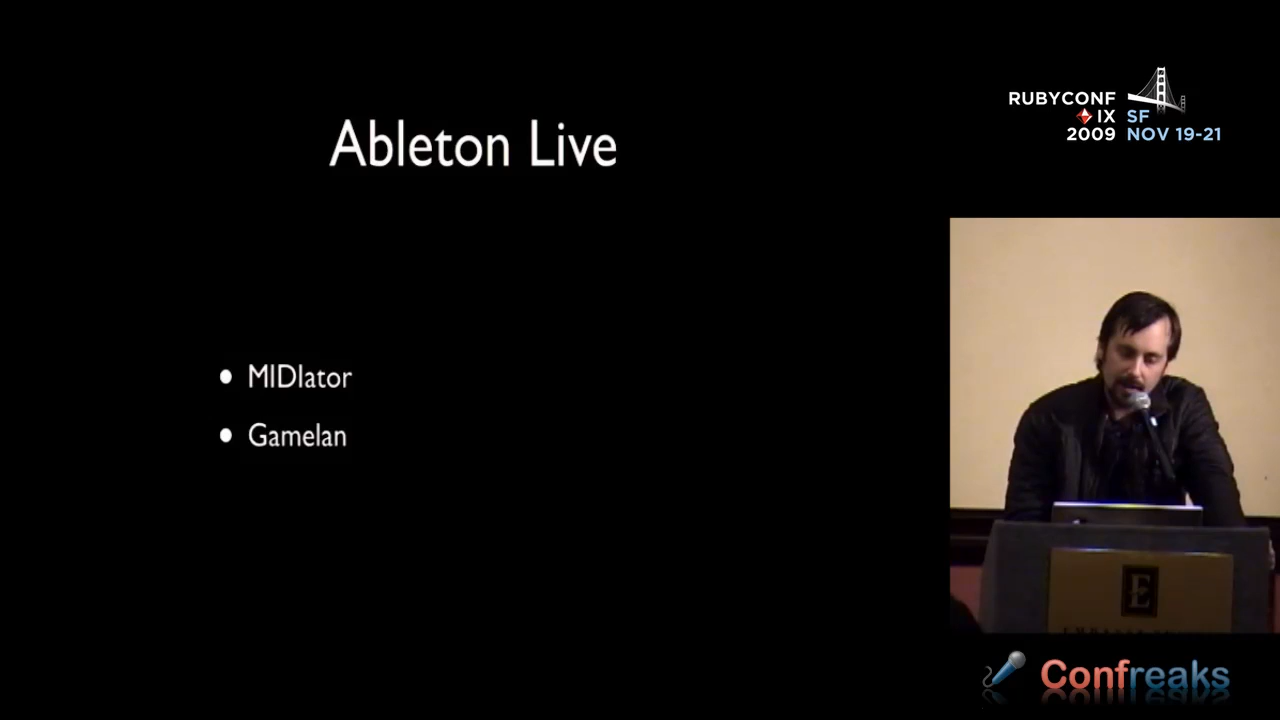 Ableton Live
• MIDIator
• Gamelan
RUBYCONF
IX SF
2009 NOV 19-21
E
Confreaks